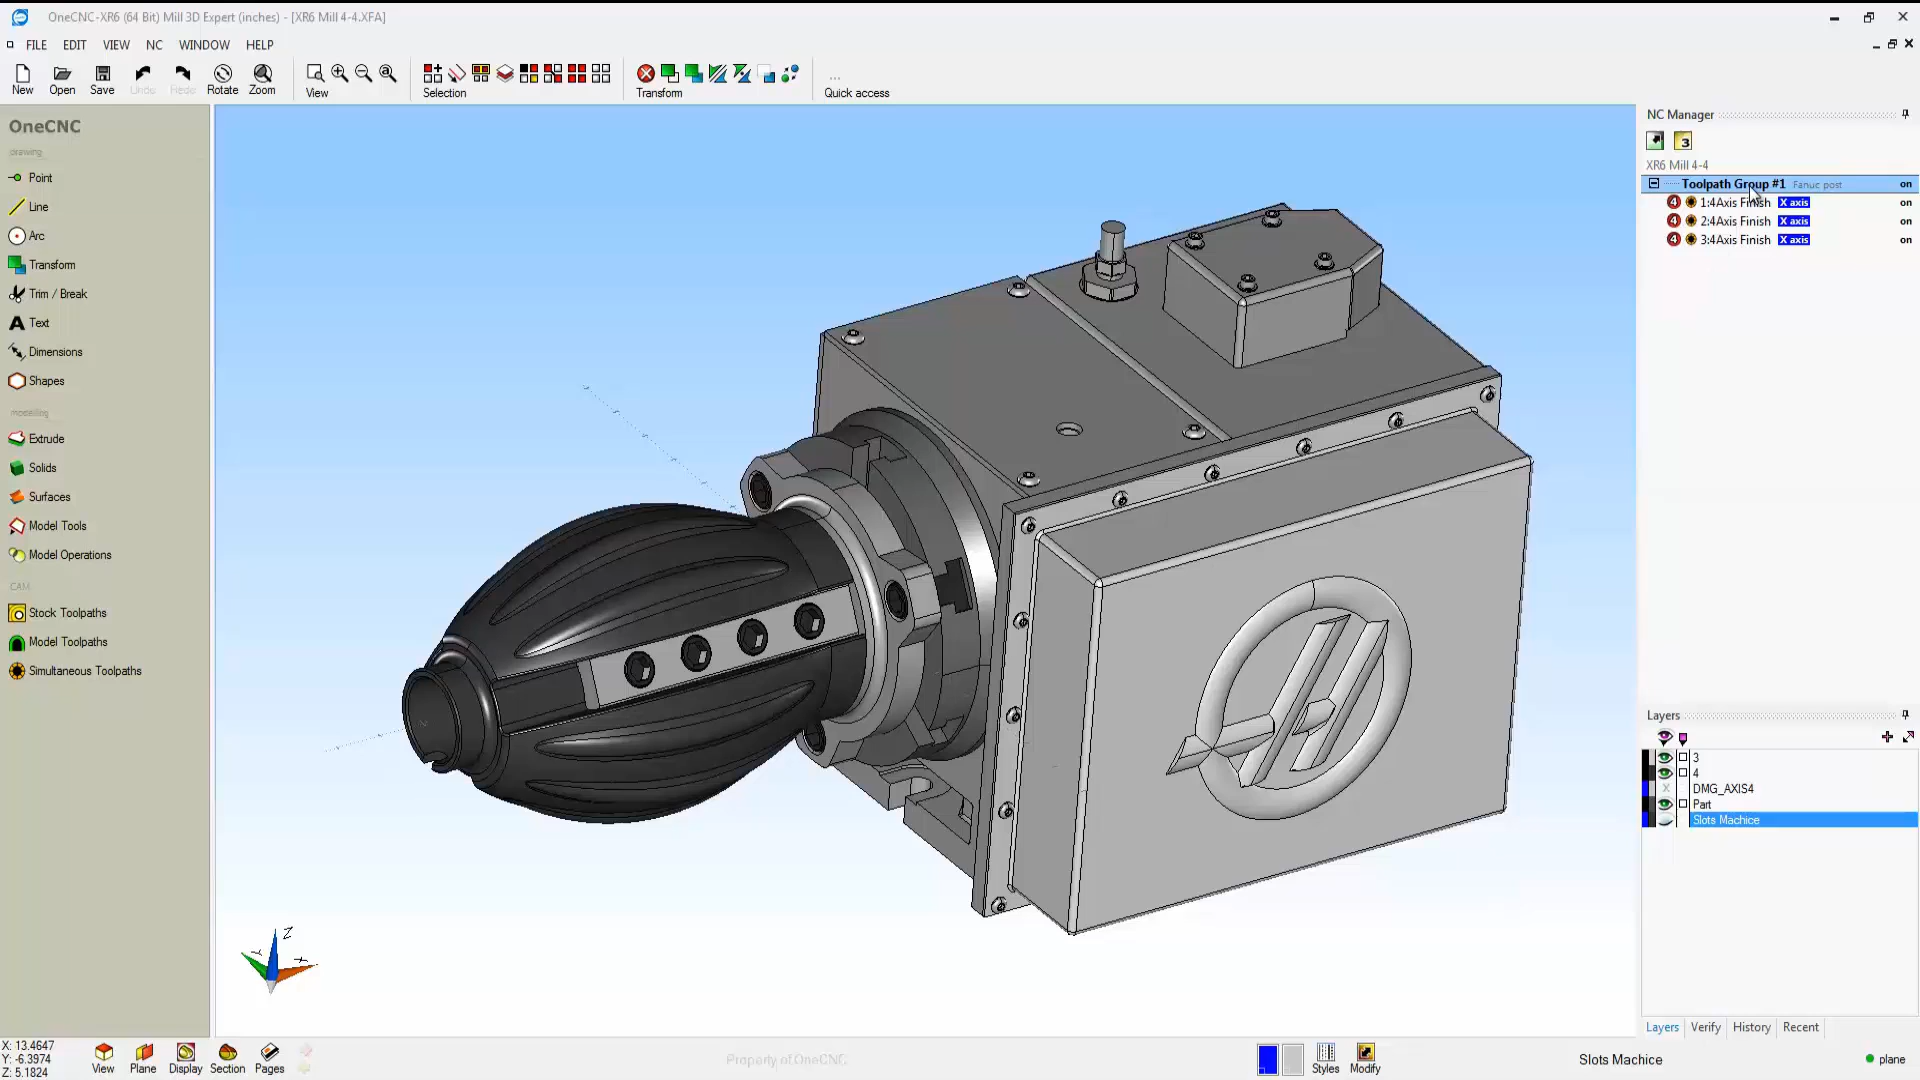 OneCNC-XR6 (64 Bit) Mill 3D Expert (inches) - [XR6 Mill 4-4.XFA]
FILE EDIT VIEW NC WINDOW HELP
New Open Save Undo Redo Rotate Zoom View Selection Transform ... Quick access
OneCNC
drawing
Point
Line
Arc
Transform
Trim / Break
Text
Dimensions
Shapes
modelling
Extrude
Solids
Surfaces
Model Tools
Model Operations
CAM
Stock Toolpaths
Model Toolpaths
Simultaneous Toolpaths
NC Manager
3
XR6 Mill 4-4
Toolpath Group #1 Fanuc post on
4 1:4Axis Finish X axis on
4 2:4Axis Finish X axis on
4 3:4Axis Finish X axis on
Z
Y X
Layers
3
4
X DMG_AXIS4
Part
Slots Machice
Layers Verify History Recent
X: 13.4647
Y: -6.3974
Z: 5.1824
View Plane Display Section Pages
Property of OneCNC
Styles Modify
Slots Machice
plane